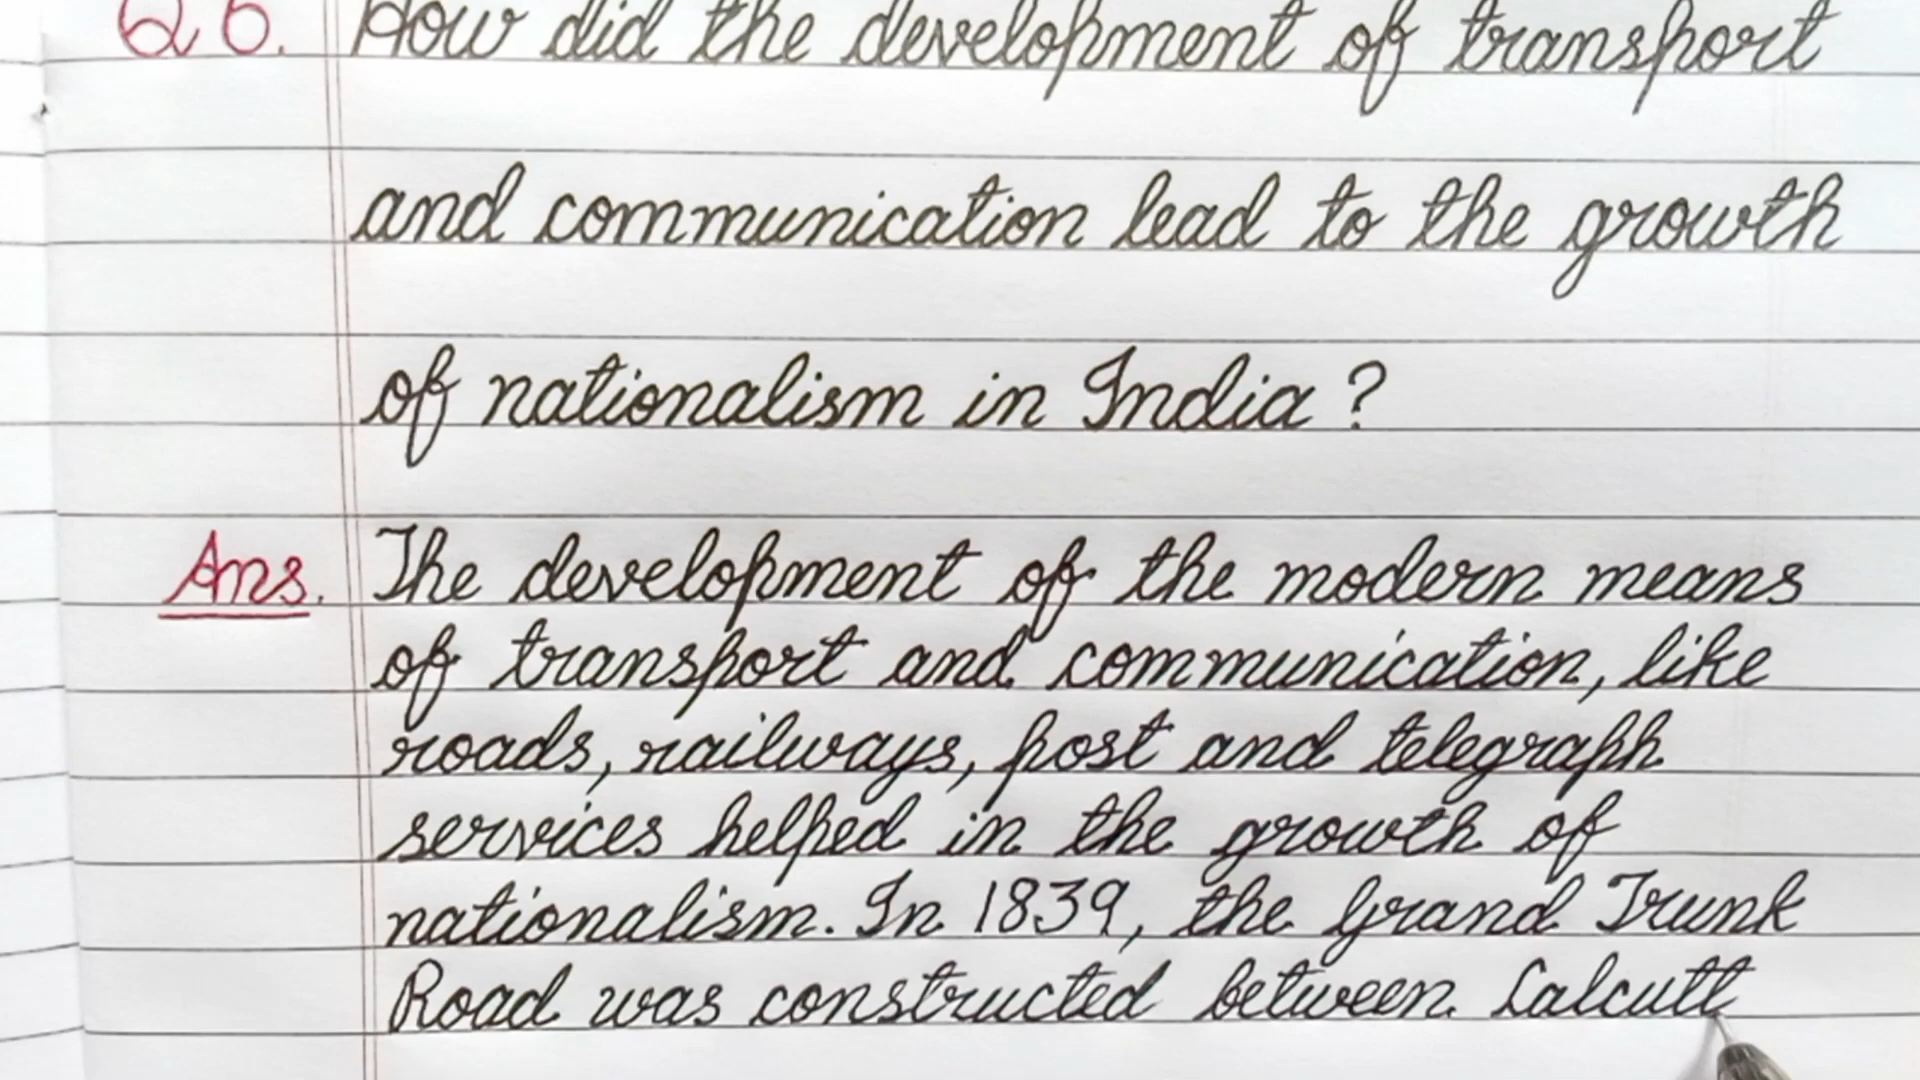 Q 6. How did the development of transport
and communication lead to the growth
of nationalism in India ?
Ans. The development of the modern means
of transport and communication, like
roads, railways, post and telegraph
services helped in the growth of
nationalism. In 1839, the Grand Trunk
Road was constructed between Calcutt